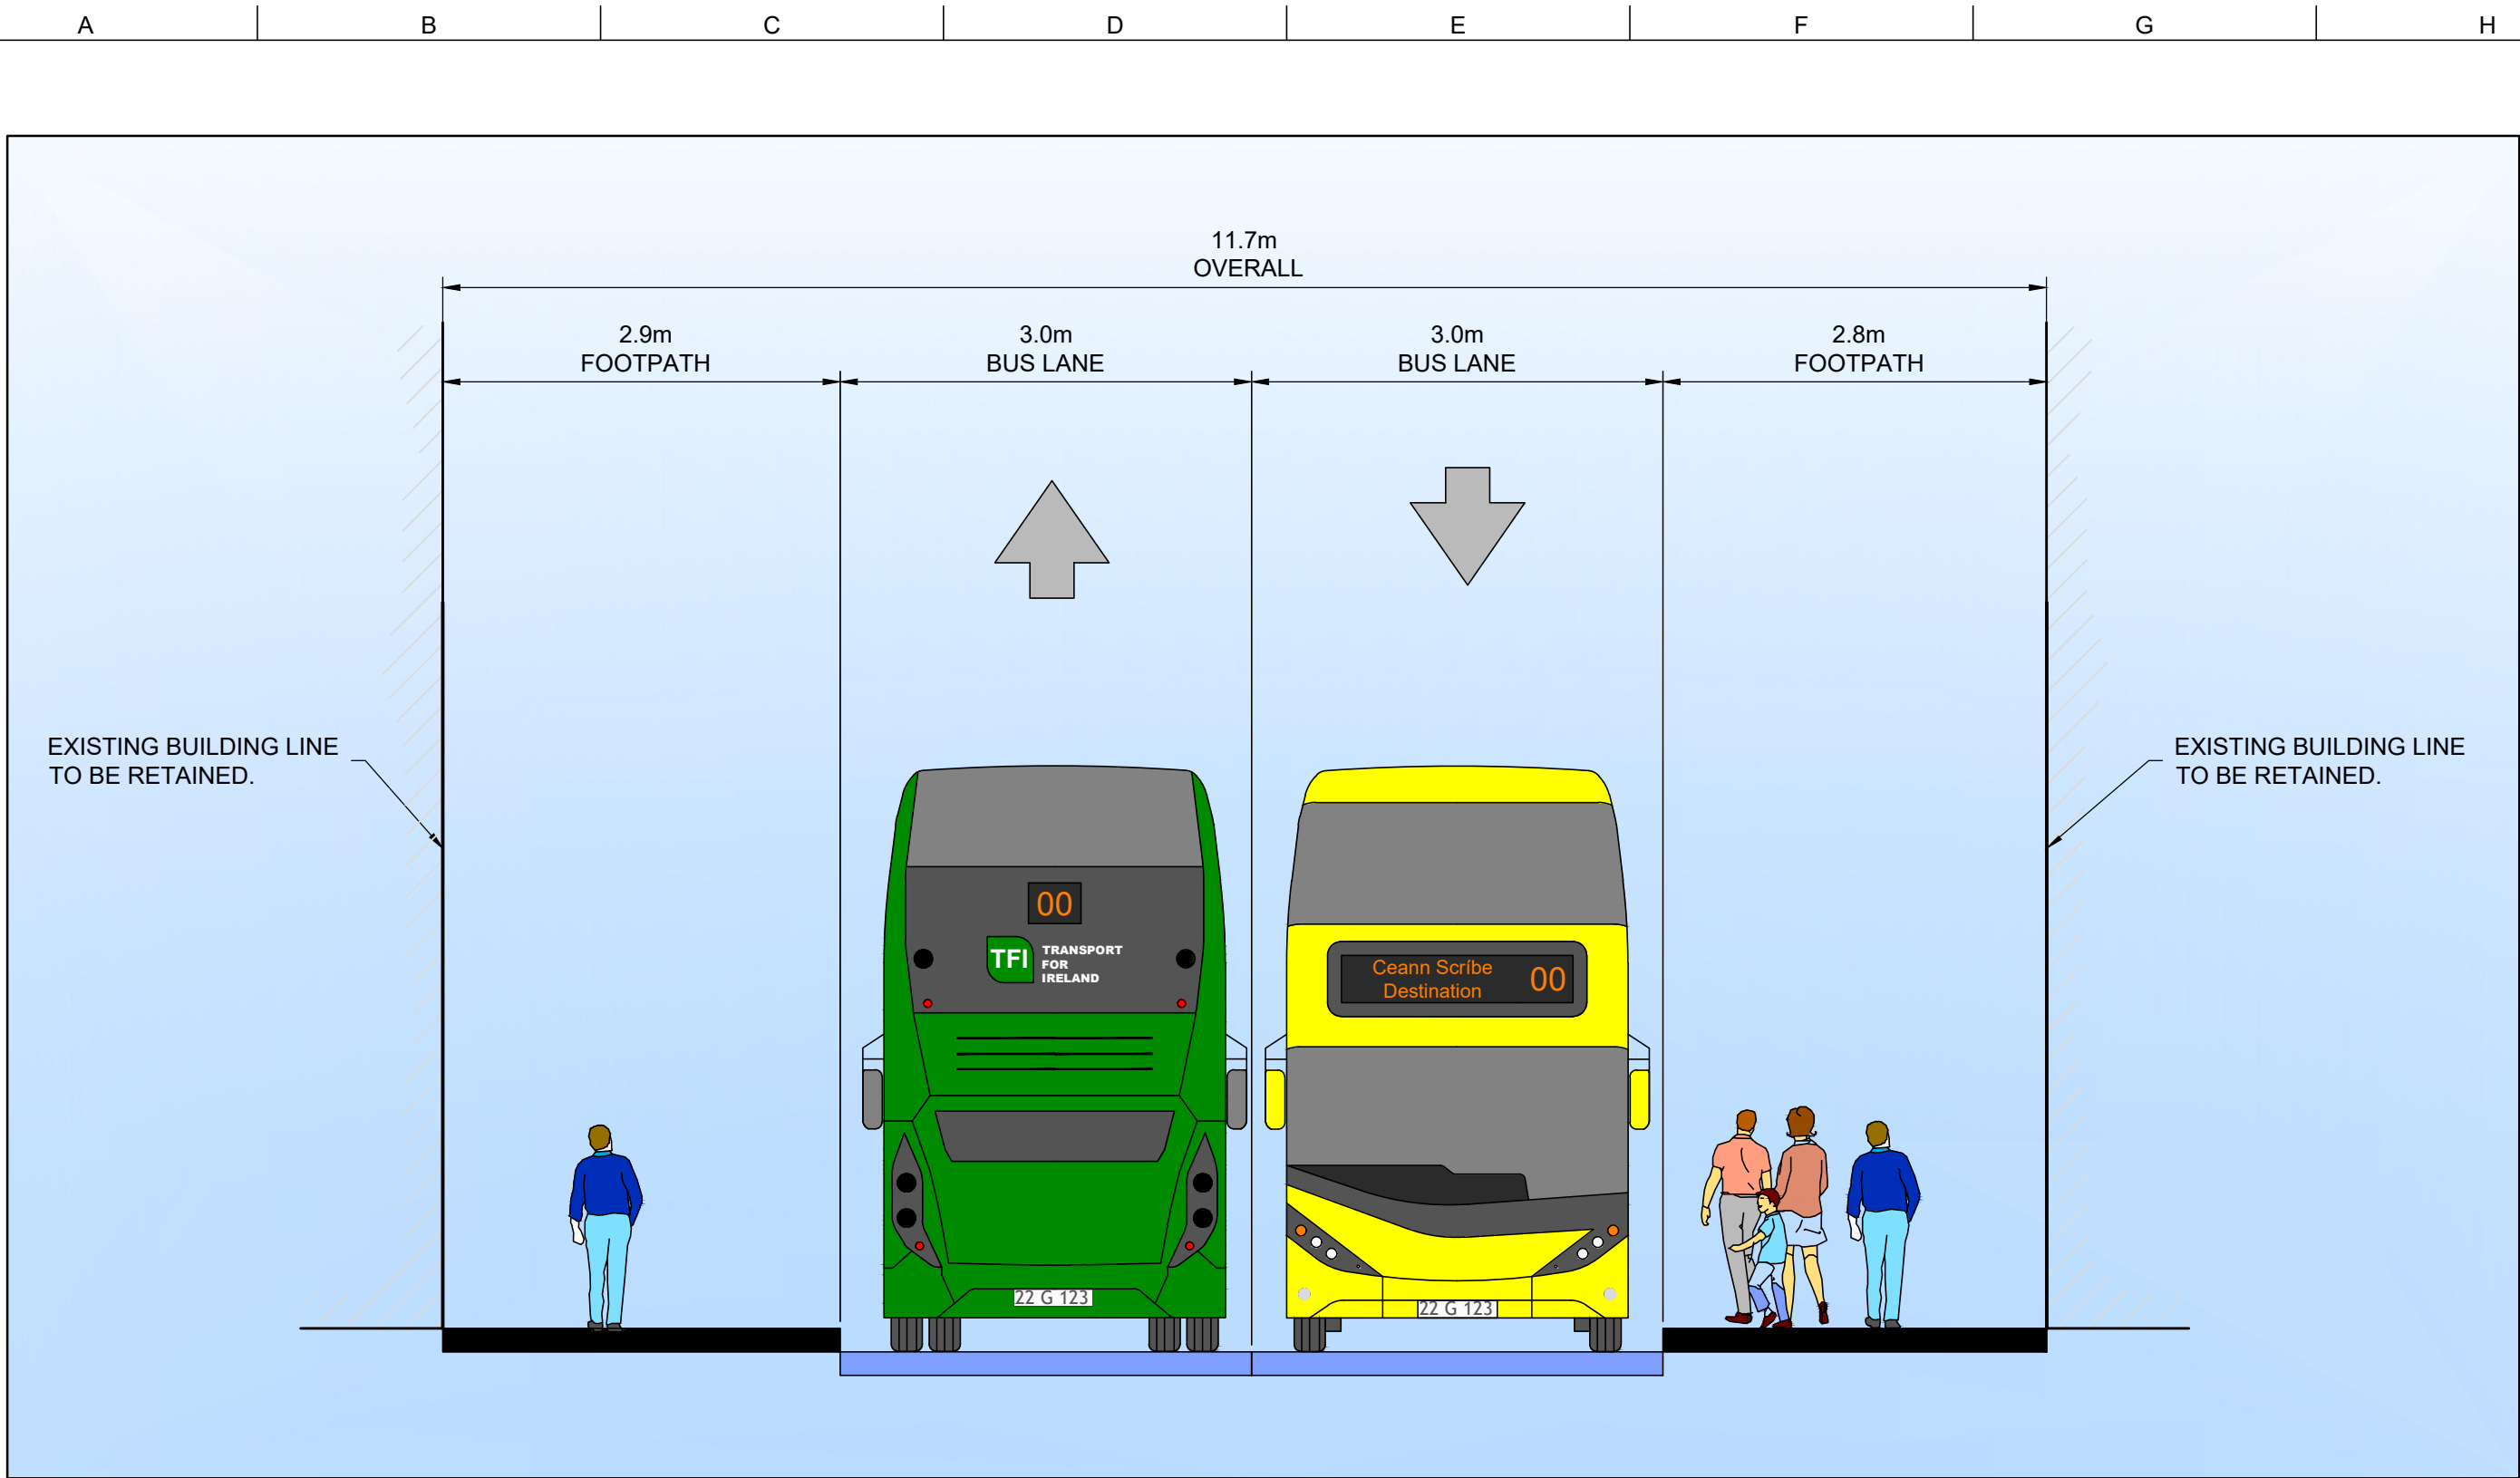 A B C D E F G H
11.7m
OVERALL
2.9m
FOOTPATH
3.0m
BUS LANE
3.0m
BUS LANE
2.8m
FOOTPATH
EXISTING BUILDING LINE
TO BE RETAINED.
EXISTING BUILDING LINE
TO BE RETAINED.
00
TFI
TRANSPORT
FOR
IRELAND
22 G 123
Ceann Scríbe
Destination
00
22 G 123